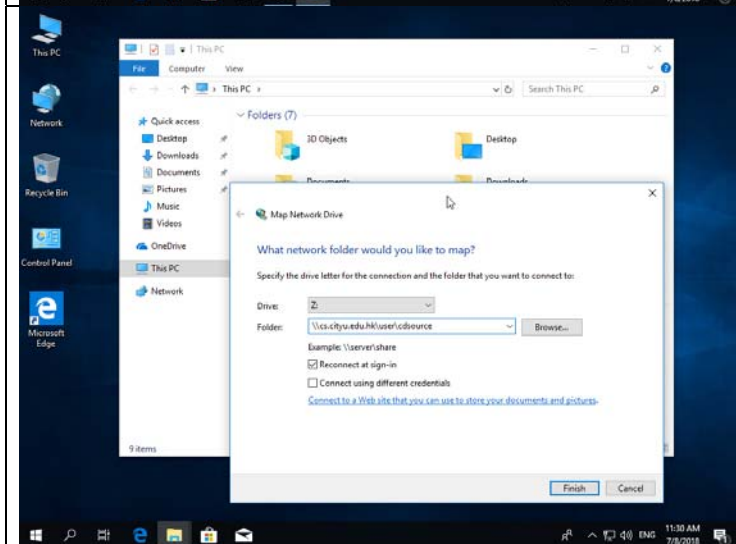 This PC
This PC
File Computer View
This PC
Search This PC
Network
Quick access
Folders (7)
Desktop
3D Objects
Desktop
Downloads
Documents
Documents
Downloads
Recycle Bin
Pictures
Music
Map Network Drive
Videos
OneDrive
What network folder would you like to map?
Control Panel
This PC
Specify the drive letter for the connection and the folder that you want to connect to:
Network
Drive: Z:
Folder: \\cs.cityu.edu.hk\user\cdsource Browse...
Microsoft
Edge
Example: \\server\share
Reconnect at sign-in
Connect using different credentials
Connect to a Web site that you can use to store your documents and pictures.
9 items
Finish Cancel
ENG
11:30 AM
7/8/2018